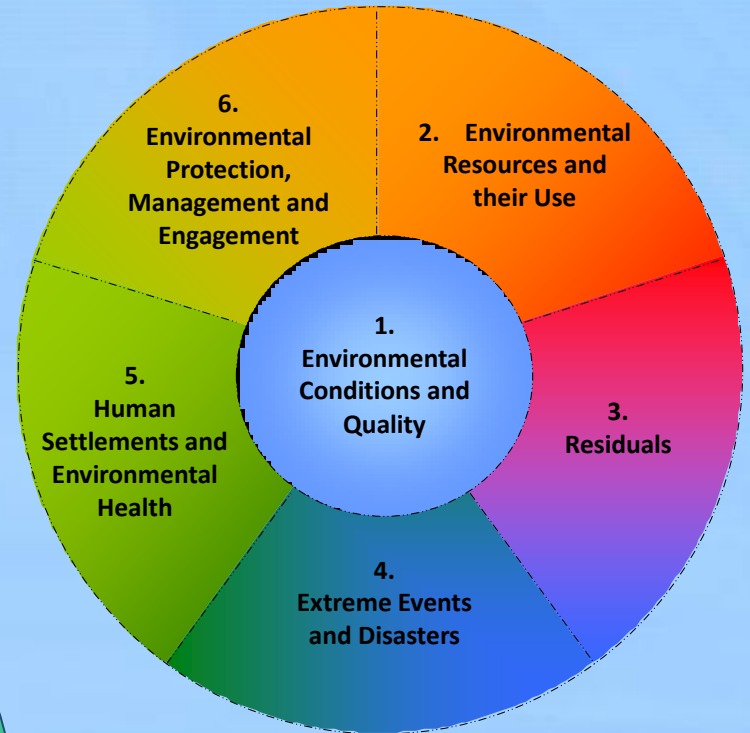 1.
Environmental
Conditions and
Quality
2. Environmental
Resources and
their Use
3.
Residuals
4.
Extreme Events
and Disasters
5.
Human
Settlements and
Environmental
Health
6.
Environmental
Protection,
Management and
Engagement